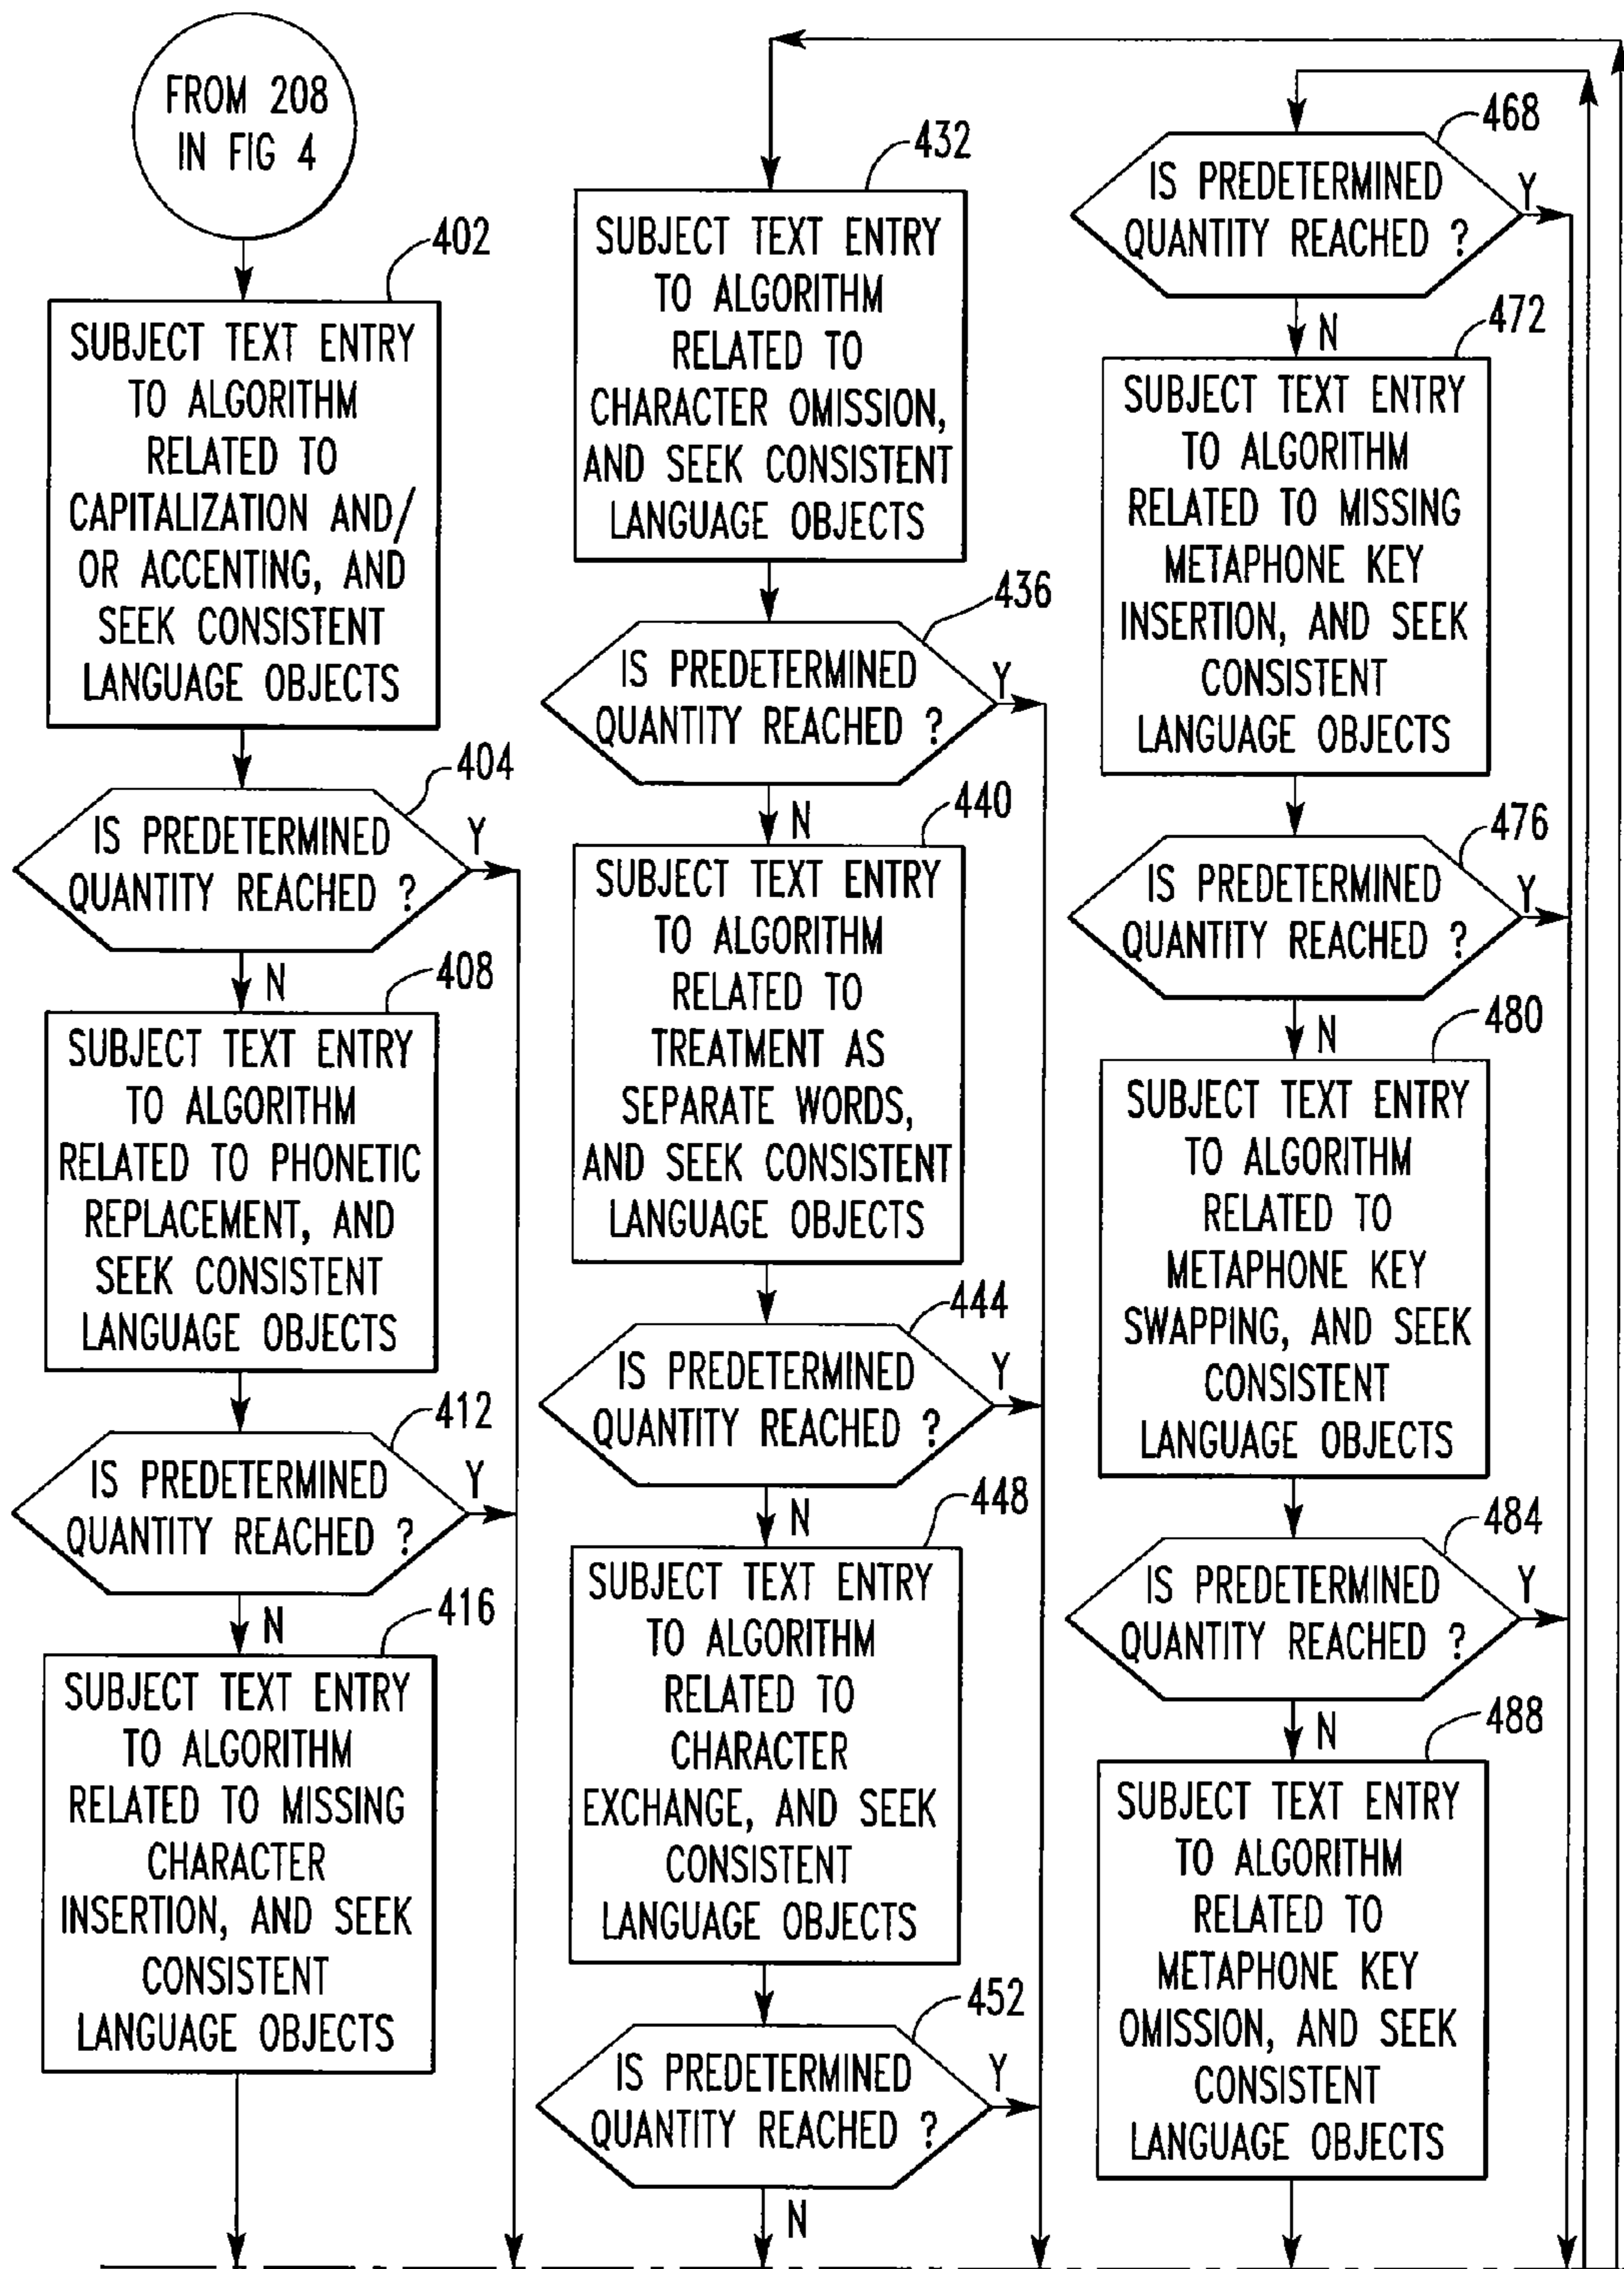 FROM 208
IN FIG 4
402
SUBJECT TEXT ENTRY
TO ALGORITHM
RELATED TO
CAPITALIZATION AND/
OR ACCENTING, AND
SEEK CONSISTENT
LANGUAGE OBJECTS
404
IS PREDETERMINED
QUANTITY REACHED ?
Y
N
408
SUBJECT TEXT ENTRY
TO ALGORITHM
RELATED TO PHONETIC
REPLACEMENT, AND
SEEK CONSISTENT
LANGUAGE OBJECTS
412
IS PREDETERMINED
QUANTITY REACHED ?
Y
N
416
SUBJECT TEXT ENTRY
TO ALGORITHM
RELATED TO MISSING
CHARACTER
INSERTION, AND SEEK
CONSISTENT
LANGUAGE OBJECTS
432
SUBJECT TEXT ENTRY
TO ALGORITHM
RELATED TO
CHARACTER OMISSION,
AND SEEK CONSISTENT
LANGUAGE OBJECTS
436
IS PREDETERMINED
QUANTITY REACHED ?
Y
N
440
SUBJECT TEXT ENTRY
TO ALGORITHM
RELATED TO
TREATMENT AS
SEPARATE WORDS,
AND SEEK CONSISTENT
LANGUAGE OBJECTS
444
IS PREDETERMINED
QUANTITY REACHED ?
Y
N
448
SUBJECT TEXT ENTRY
TO ALGORITHM
RELATED TO
CHARACTER
EXCHANGE, AND SEEK
CONSISTENT
LANGUAGE OBJECTS
452
IS PREDETERMINED
QUANTITY REACHED ?
Y
N
468
IS PREDETERMINED
QUANTITY REACHED ?
Y
N
472
SUBJECT TEXT ENTRY
TO ALGORITHM
RELATED TO MISSING
METAPHONE KEY
INSERTION, AND SEEK
CONSISTENT
LANGUAGE OBJECTS
476
IS PREDETERMINED
QUANTITY REACHED ?
Y
N
480
SUBJECT TEXT ENTRY
TO ALGORITHM
RELATED TO
METAPHONE KEY
SWAPPING, AND SEEK
CONSISTENT
LANGUAGE OBJECTS
484
IS PREDETERMINED
QUANTITY REACHED ?
Y
N
488
SUBJECT TEXT ENTRY
TO ALGORITHM
RELATED TO
METAPHONE KEY
OMISSION, AND SEEK
CONSISTENT
LANGUAGE OBJECTS